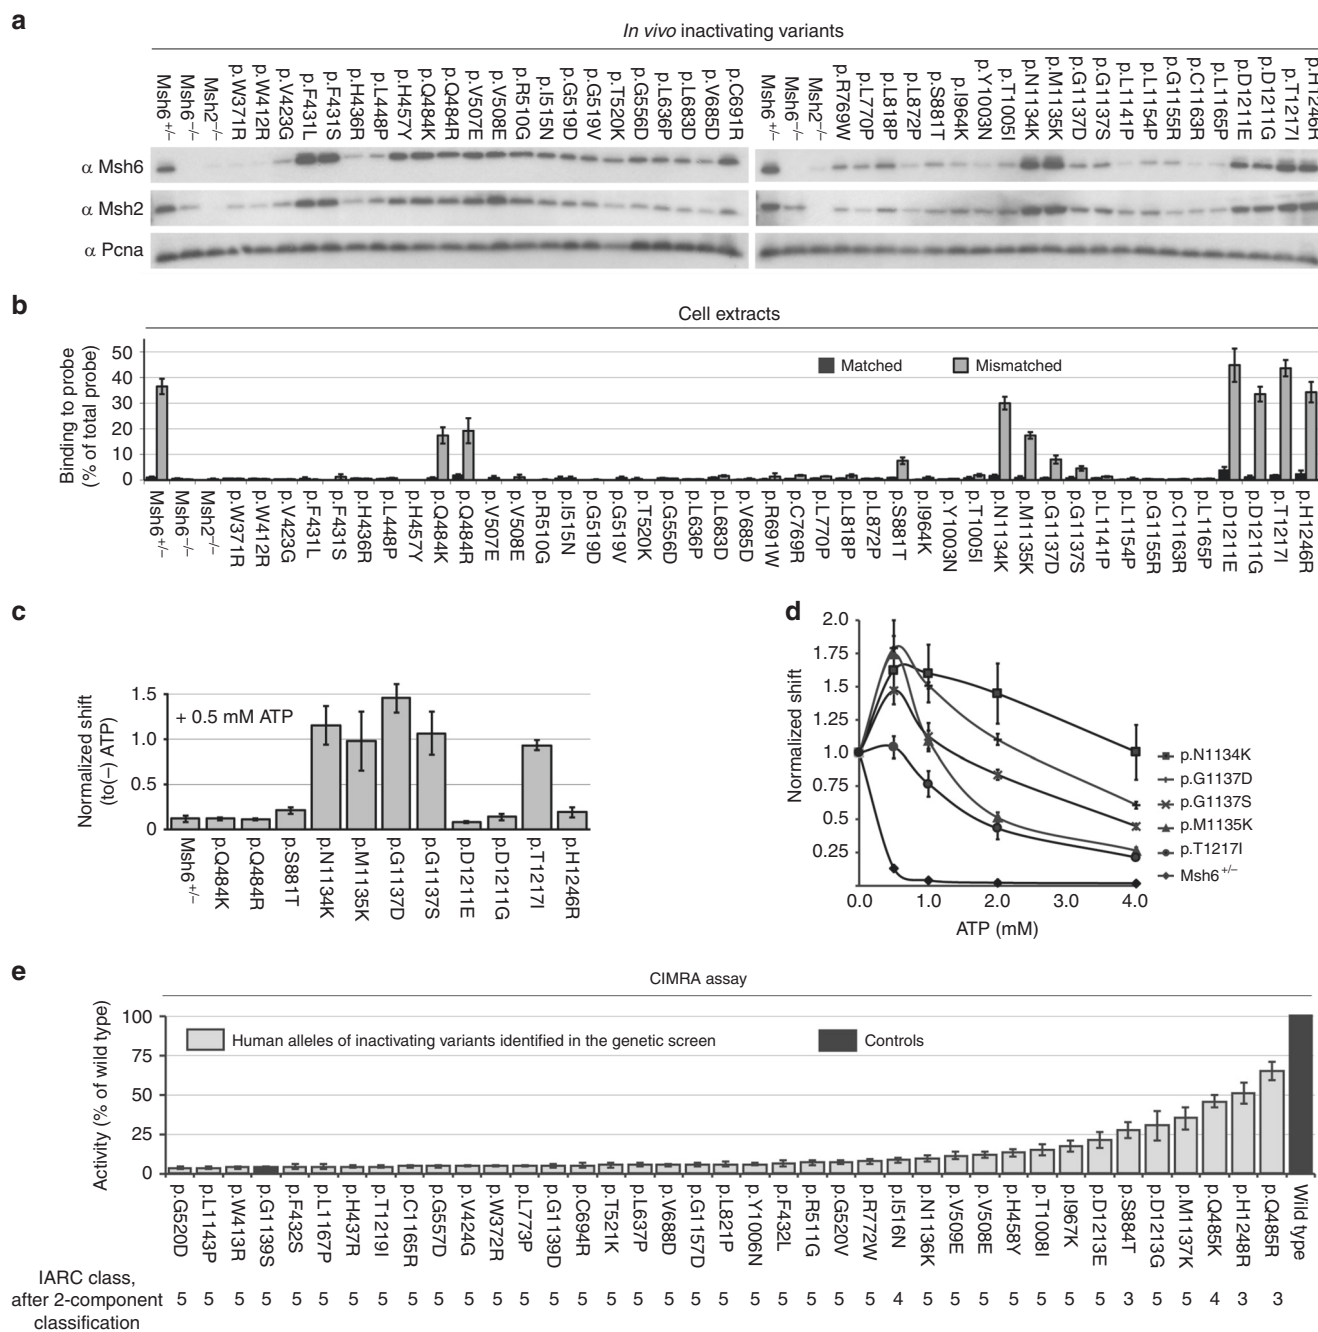 a
In vivo inactivating variants
Msh6+/–
Msh6–/–
Msh2–/–
p.W371R
p.W412R
p.V423G
p.F431L
p.F431S
p.H436R
p.L448P
p.H457Y
p.Q484K
p.Q484R
p.V507E
p.V508E
p.R510G
p.I515N
p.G519D
p.G519V
p.T520K
p.G556D
p.L636P
p.L683D
p.V685D
p.C691R
Msh6+/–
Msh6–/–
Msh2–/–
p.R769W
p.L770P
p.L818P
p.L872P
p.S881T
p.I964K
p.Y1003N
p.T1005I
p.N1134K
p.M1135K
p.G1137D
p.G1137S
p.L1141P
p.L1154P
p.G1155R
p.C1163R
p.L1165P
p.D1211E
p.D1211G
p.T1217I
p.H1246R
α Msh6
α Msh2
α Pcna
b
Cell extracts
Binding to probe
(% of total probe)
50
40
30
20
10
0
Matched
Mismatched
Msh6+/–
Msh6–/–
Msh2–/–
p.W371R
p.W412R
p.V423G
p.F431L
p.F431S
p.H436R
p.L448P
p.H457Y
p.Q484K
p.Q484R
p.V507E
p.V508E
p.R510G
p.I515N
p.G519D
p.G519V
p.T520K
p.G556D
p.L636P
p.L683D
p.V685D
p.R691W
p.C769R
p.L770P
p.L818P
p.L872P
p.S881T
p.I964K
p.Y1003N
p.T1005I
p.N1134K
p.M1135K
p.G1137D
p.G1137S
p.L1141P
p.L1154P
p.G1155R
p.C1163R
p.L1165P
p.D1211E
p.D1211G
p.T1217I
p.H1246R
c
Normalized shift
(to(–) ATP)
1.5
1.0
0.5
0
+ 0.5 mM ATP
Msh6+/–
p.Q484K
p.Q484R
p.S881T
p.N1134K
p.M1135K
p.G1137D
p.G1137S
p.D1211E
p.D1211G
p.T1217I
p.H1246R
d
Normalized shift
2.0
1.75
1.5
1.25
1.0
0.75
0.5
0.25
0.0 1.0 2.0 3.0 4.0
ATP (mM)
p.N1134K
p.G1137D
p.G1137S
p.M1135K
p.T1217I
Msh6+/–
e
CIMRA assay
Activity (% of wild type)
100
75
50
25
0
Human alleles of inactivating variants identified in the genetic screen
Controls
p.G520D
p.L1143P
p.W413R
p.G1139S
p.F432S
p.L1167P
p.H437R
p.T1219I
p.C1165R
p.G557D
p.V424G
p.W372R
p.L773P
p.G1139D
p.C694R
p.T521K
p.L637P
p.V688D
p.G1157D
p.L821P
p.Y1006N
p.F432L
p.R511G
p.G520V
p.R772W
p.I516N
p.N1136K
p.V509E
p.V508E
p.H458Y
p.T1008I
p.I967K
p.D1213E
p.S884T
p.D1213G
p.M1137K
p.Q485K
p.H1248R
p.Q485R
Wild type
IARC class,
after 2-component
classification
5 5 5 5 5 5 5 5 5 5 5 5 5 5 5 5 5 5 5 5 5 5 5 5 5 4 5 5 5 5 5 5 5 3 5 5 4 3 3